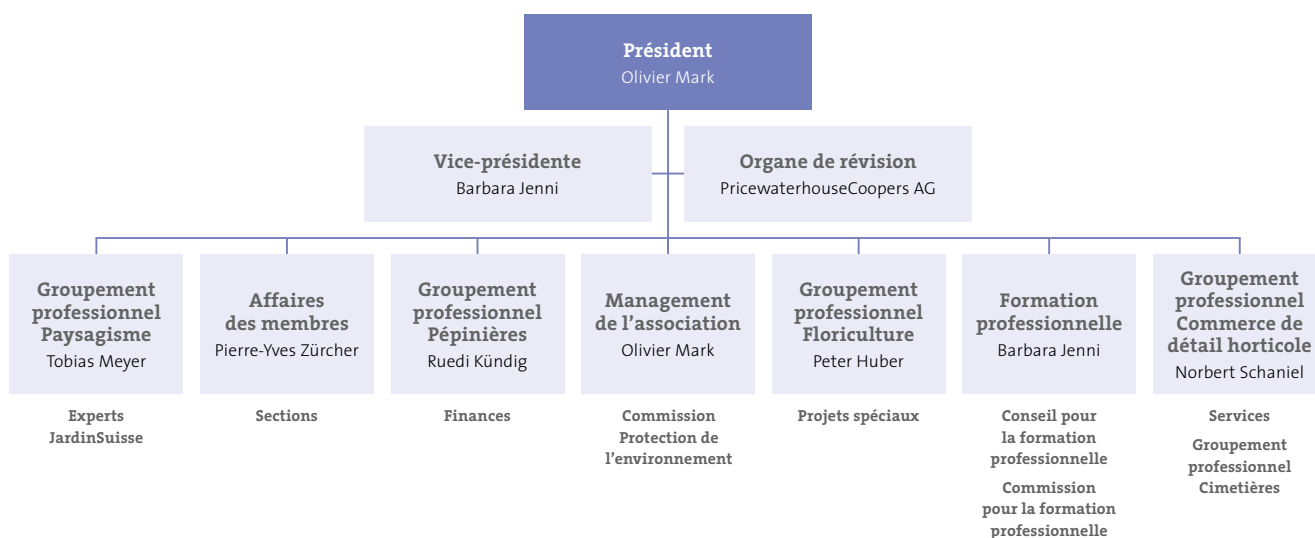 Président
Olivier Mark
Vice-présidente
Barbara Jenni
Organe de révision
PricewaterhouseCoopers AG
Groupement
professionnel
Paysagisme
Tobias Meyer
Experts
JardinSuisse
Affaires
des membres
Pierre-Yves Zürcher
Sections
Groupement
professionnel
Pépinières
Ruedi Kündig
Finances
Management
de l’association
Olivier Mark
Commission
Protection de
l’environnement
Groupement
professionnel
Floriculture
Peter Huber
Projets spéciaux
Formation
professionnelle
Barbara Jenni
Conseil pour
la formation
professionnelle
Commission
pour la formation
professionnelle
Groupement
professionnel
Commerce de
détail horticole
Norbert Schaniel
Services
Groupement
professionnel
Cimetières